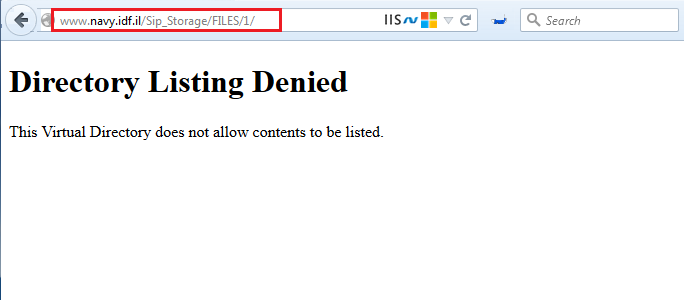 www.navy.idf.il/Sip_Storage/FILES/1/
IIS
Search
Directory Listing Denied
This Virtual Directory does not allow contents to be listed.